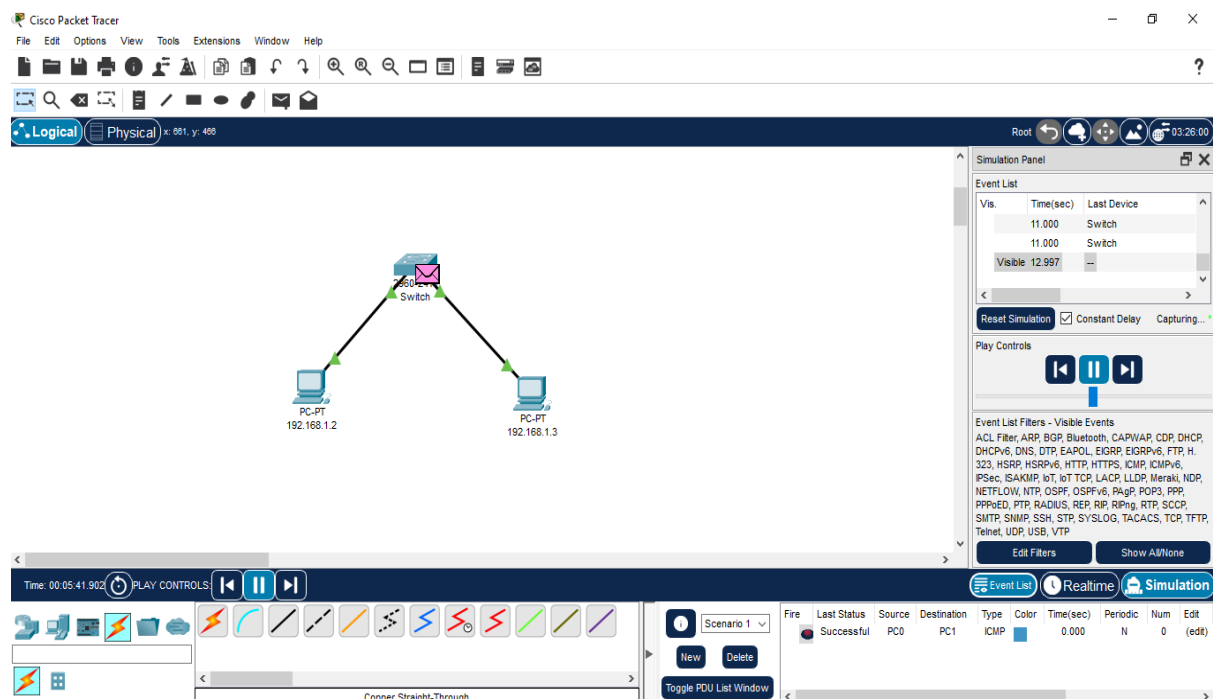 Cisco Packet Tracer
File Edit Options View Tools Extensions Window Help
Logical Physical x: 661, y: 466 Root 03:26:00
Simulation Panel
Event List
Vis. Time(sec) Last Device
11.000 Switch
11.000 Switch
Visible 12.997 --
Reset Simulation Constant Delay Capturing...
Play Controls
Event List Filters - Visible Events
ACL Filter, ARP, BGP, Bluetooth, CAPWAP, CDP, DHCP,
DHCPv6, DNS, DTP, EAPOL, EIGRP, EIGRPv6, FTP, H.
323, HSRP, HSRPv6, HTTP, HTTPS, ICMP, ICMPv6,
IPSec, ISAKMP, IoT, IoT TCP, LACP, LLDP, Meraki, NDP,
NETFLOW, NTP, OSPF, OSPFv6, PAgP, POP3, PPP,
PPPoED, PTP, RADIUS, REP, RIP, RIPng, RTP, SCCP,
SMTP, SNMP, SSH, STP, SYSLOG, TACACS, TCP, TFTP,
Telnet, UDP, USB, VTP
Edit Filters Show All/None
Switch
PC-PT
192.168.1.2
PC-PT
192.168.1.3
Time: 00:05:41.902 PLAY CONTROLS: Event List Realtime Simulation
Scenario 1
New Delete
Toggle PDU List Window
Fire Last Status Source Destination Type Color Time(sec) Periodic Num Edit
Successful PC0 PC1 ICMP 0.000 N 0 (edit)
Copper Straight-Through